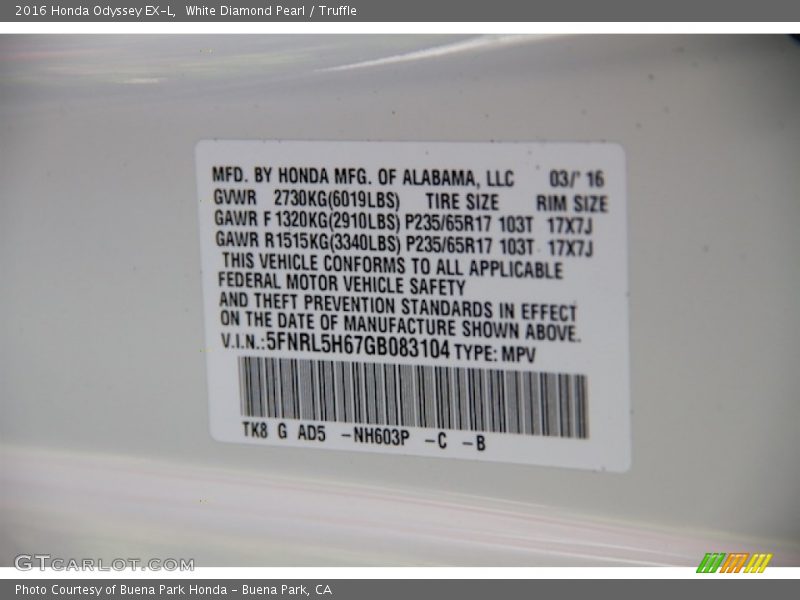 2016 Honda Odyssey EX-L,  White Diamond Pearl / Truffle
MFD. BY HONDA MFG. OF ALABAMA, LLC 03/' 16
GVWR 2730KG(6019LBS) TIRE SIZE RIM SIZE
GAWR F 1320KG(2910LBS) P235/65R17 103T 17X7J
GAWR R1515KG(3340LBS) P235/65R17 103T 17X7J
THIS VEHICLE CONFORMS TO ALL APPLICABLE
FEDERAL MOTOR VEHICLE SAFETY
AND THEFT PREVENTION STANDARDS IN EFFECT
ON THE DATE OF MANUFACTURE SHOWN ABOVE.
V.I.N.:5FNRL5H67GB083104 TYPE: MPV
TK8 G AD5 -NH603P -C -B
GTCARLOT.COM
Photo Courtesy of Buena Park Honda - Buena Park, CA